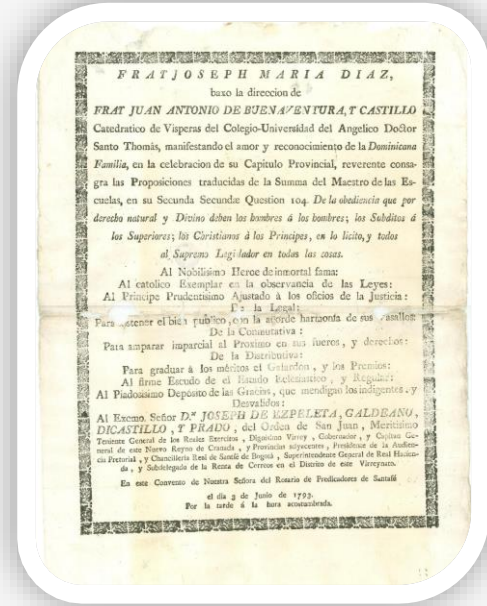 FRAY JOSEPH MARIA DIAZ,
baxo la direccion de
FRAY JUAN ANTONIO DE BUENAVENTURA, Y CASTILLO
Catedratico de Visperas del Colegio-Universidad del Angelico Doctor
Santo Thomás, manifestando el amor y reconocimiento de la Dominicana
Familia, en la celebracion de su Capitulo Provincial, reverente consa-
gra las Proposiciones traducidas de la Summa del Maestro de las Es-
cuelas, en su Secunda Secundæ Question 104. De la obediencia que por
derecho natural y Divino deben los hombres á los hombres; los Subditos á
los Superiores; los Christianos á los Principes, en lo licito, y todos
al Supremo Legislador en todas las cosas.
Al Nobilisimo Heroe de inmortal fama:
Al catolico Exemplar en la observancia de las Leyes:
Al Principe Prudentisimo Ajustado à los oficios de la Justicia:
De la Legal:
Para obtener el bien publico, con la acorde harmonia de sus vasallos:
De la Conmutativa:
Para amparar imparcial al Proximo en sus fueros, y derechos:
De la Distributiva:
Para graduar à los méritos el Galardon, y los Premios:
Al firme Escudo de el Estado Eclesiastico, y Regular:
Al Piadosisimo Deposito de las Gracias, que mendigan los indigentes, y
Desvalidos:
Al Excmo. Señor D.n JOSEPH DE EZPELETA, GALDEANO,
DICASTILLO, Y PRADO, del Orden de San Juan, Meritisimo
Teniente General de los Reales Exercitos, Dignisimo Virrey, Gobernador, y Capitan Ge-
neral de este Nuevo Reyno de Granada, y Provincias adyacentes, Presidente de la Audien-
cia Pretorial, y Chancilleria Real de Santafé de Bogotá, Superintendente General de Real Hacien-
da, y Subdelegado de la Renta de Correos en el Distrito de este Virreynato.
En este Convento de Nuestra Señora del Rosario de Predicadores de Santafé
el dia 3 de Junio de 1793.
Por la tarde á la hora acostumbrada.